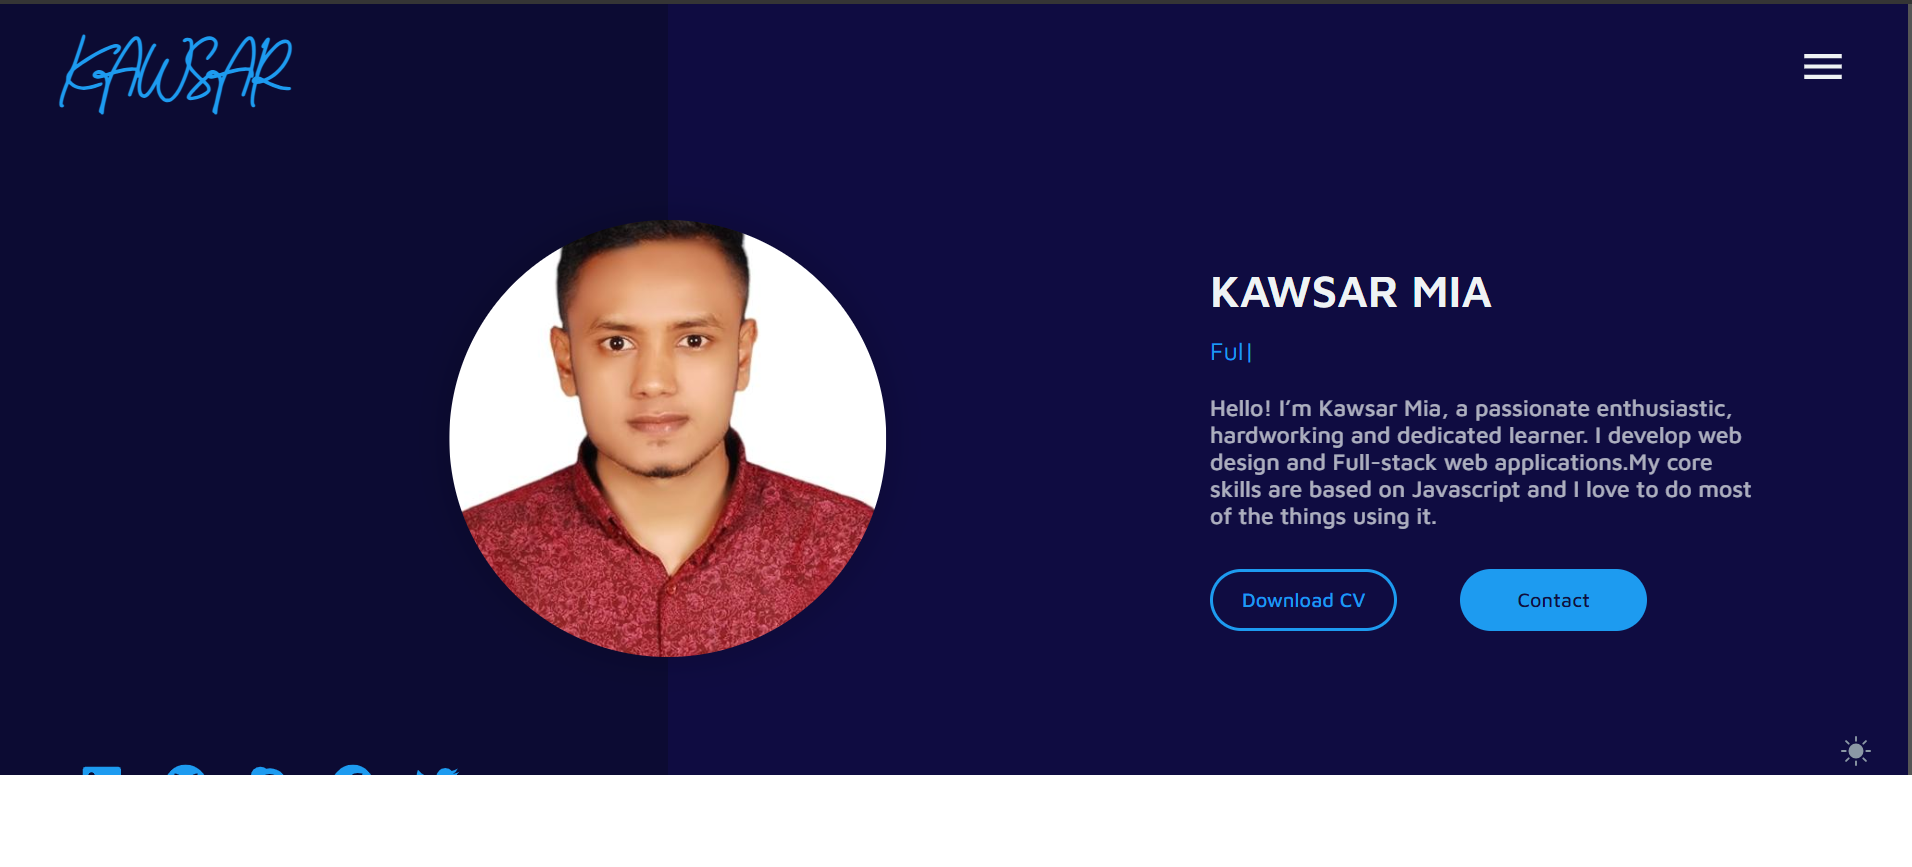 KAWSAR
KAWSAR MIA
Ful|
Hello! I’m Kawsar Mia, a passionate enthusiastic,
hardworking and dedicated learner. I develop web
design and Full-stack web applications.My core
skills are based on Javascript and I love to do most
of the things using it.
Download CV
Contact